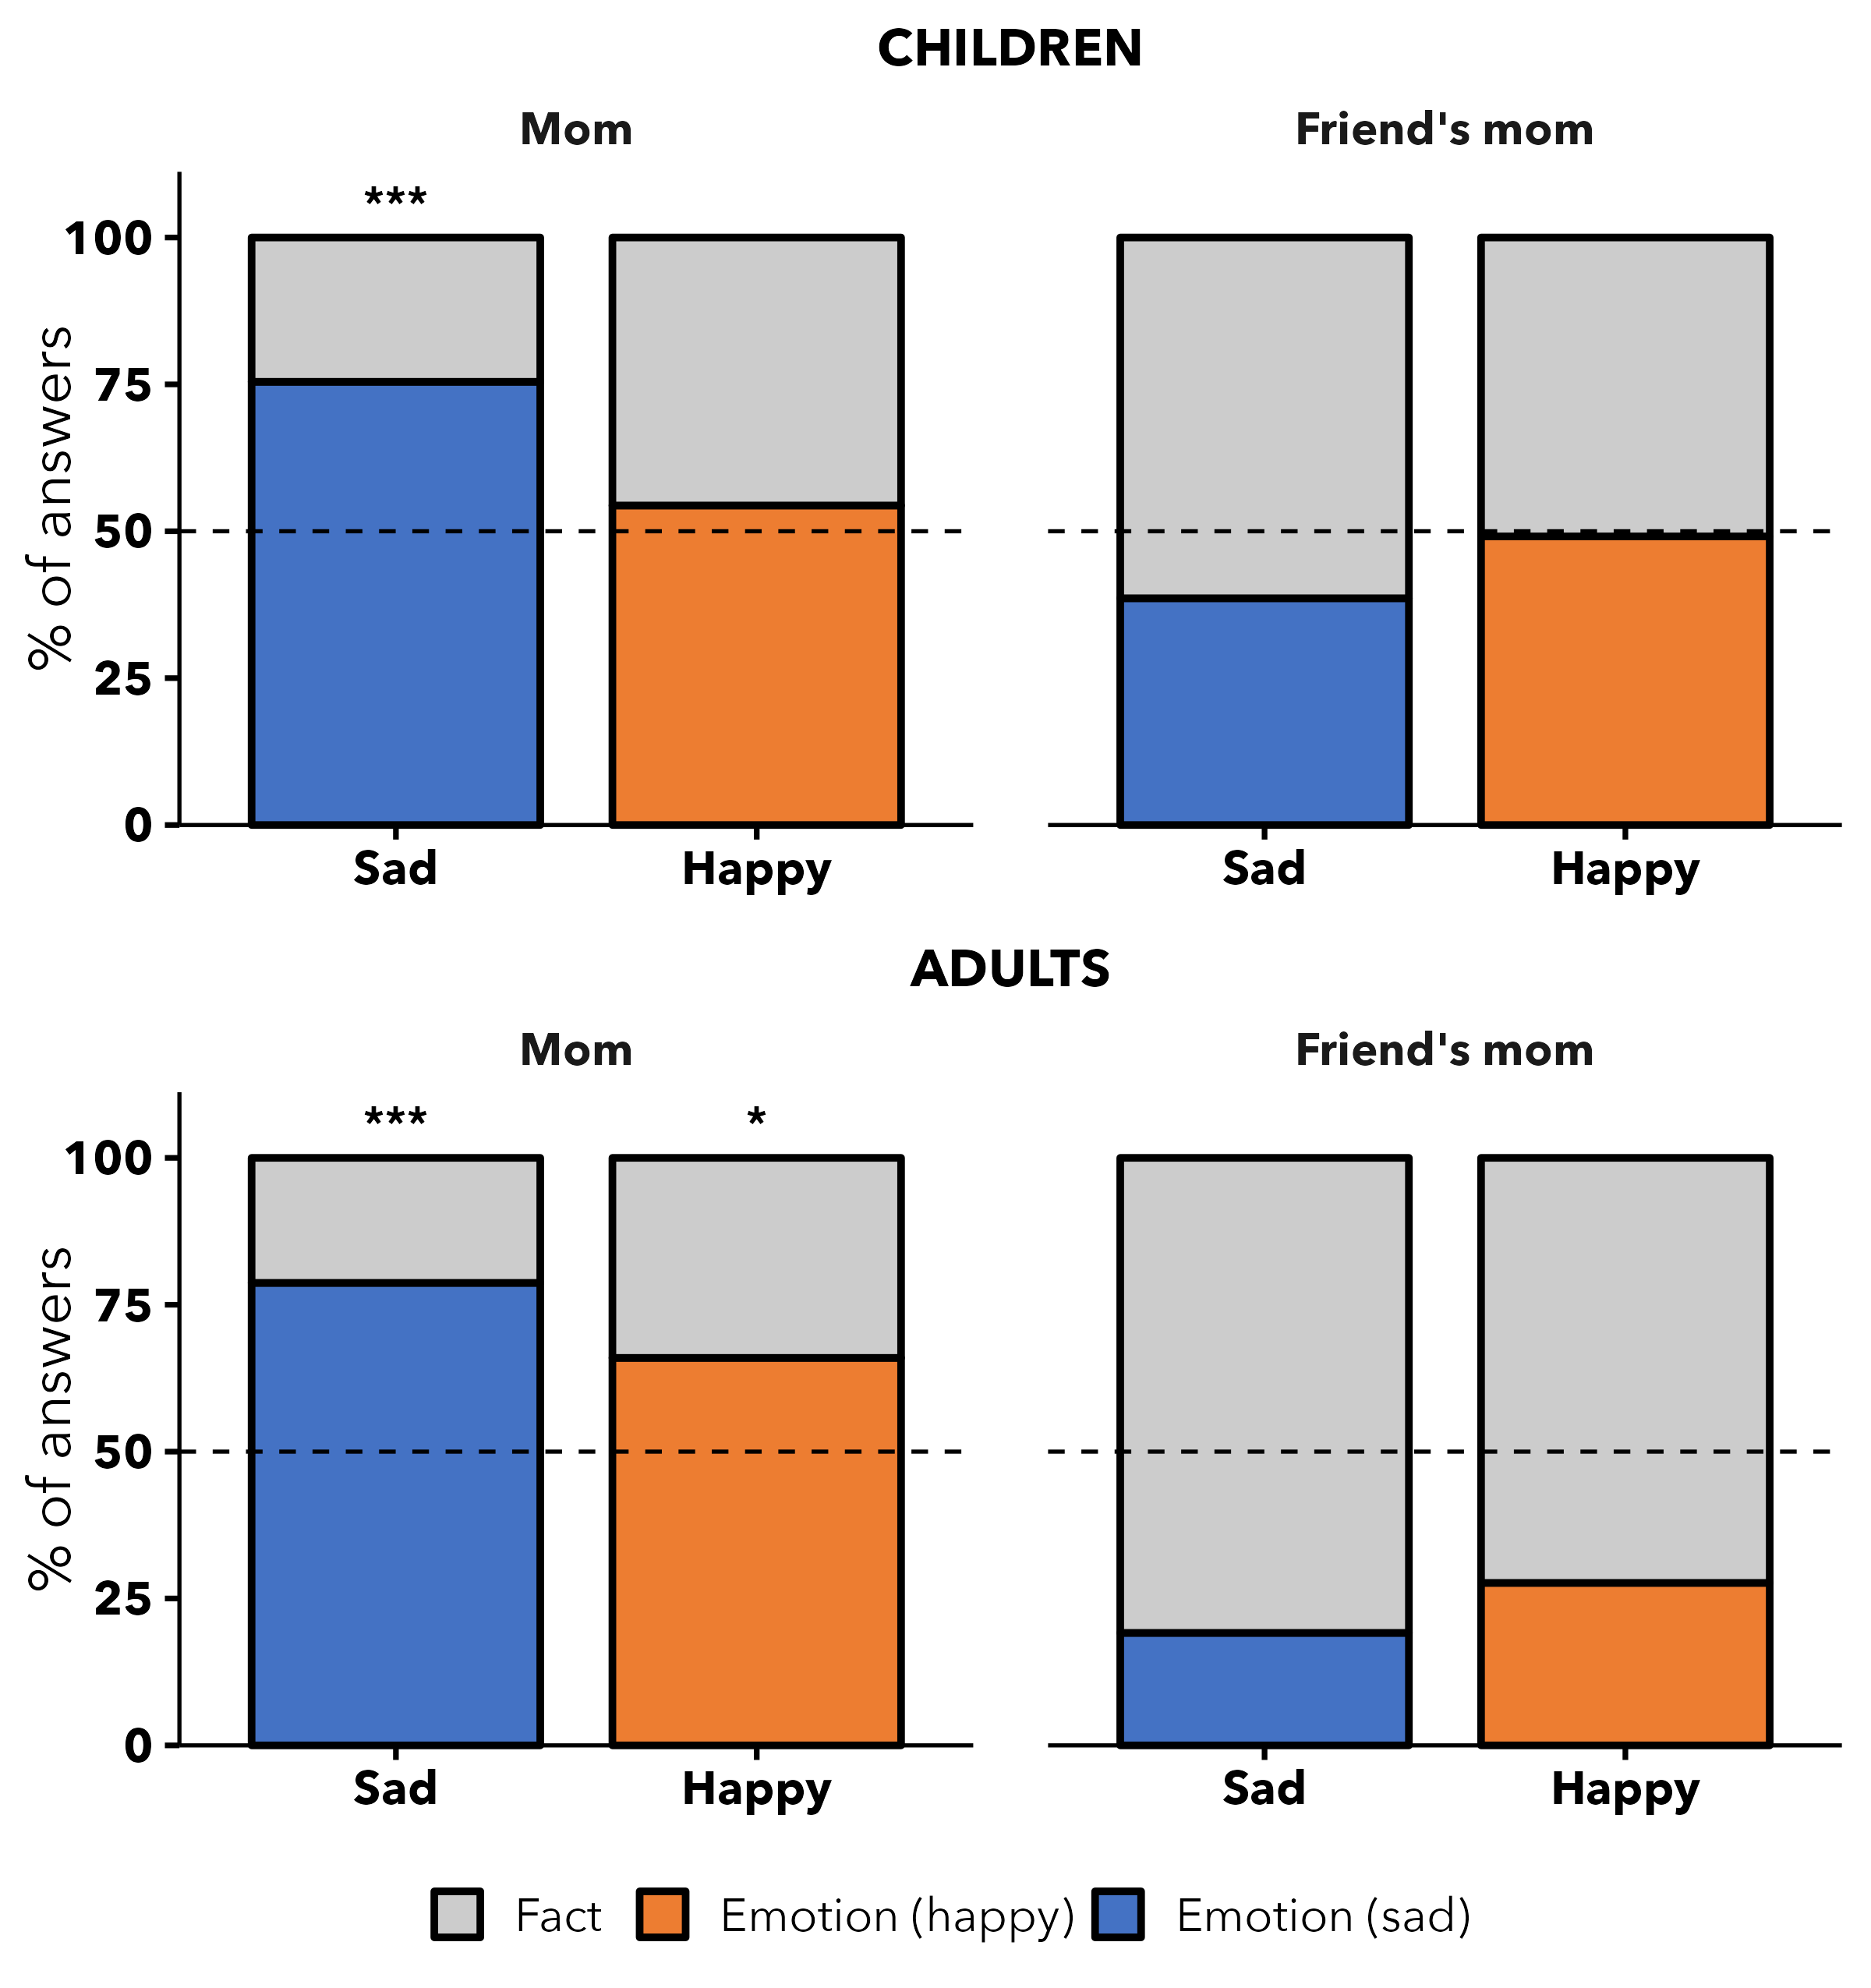 CHILDREN
Mom Friend's mom
***
100
75
50
25
0
% of answers
Sad Happy Sad Happy
ADULTS
Mom Friend's mom
*** *
100
75
50
25
0
% of answers
Sad Happy Sad Happy
Fact Emotion (happy) Emotion (sad)